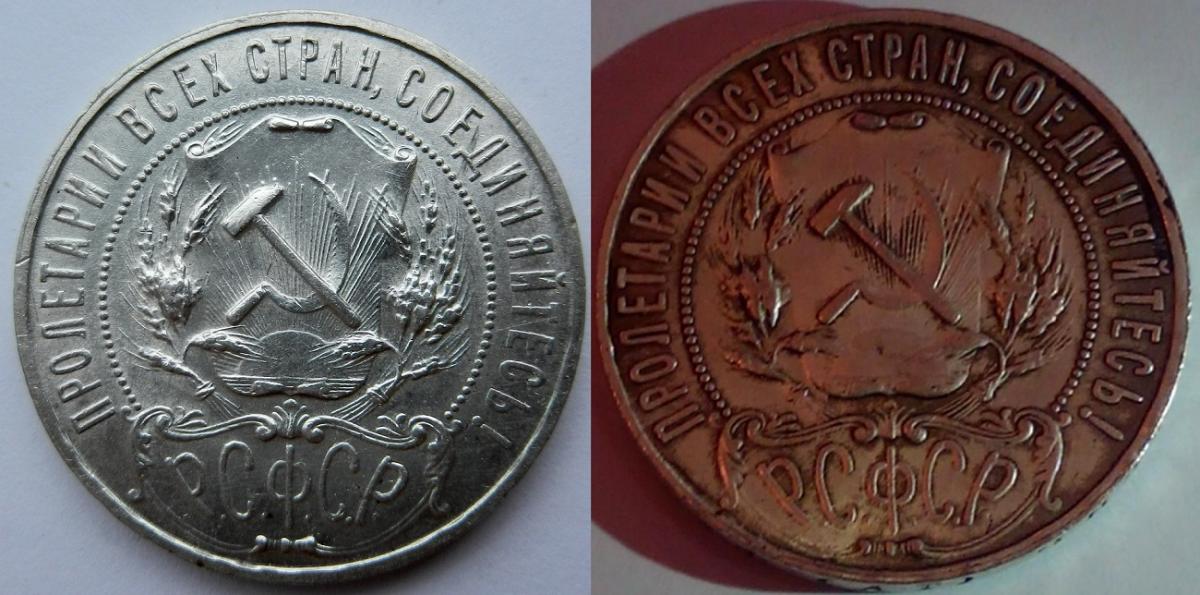 ПРОЛЕТАРИИ ВСЕХ СТРАН, СОЕДИНЯЙТЕСЬ!
Р.С.Ф.С.Р.
ПРОЛЕТАРИИ ВСЕХ СТРАН, СОЕДИНЯЙТЕСЬ!
Р.С.Ф.С.Р.